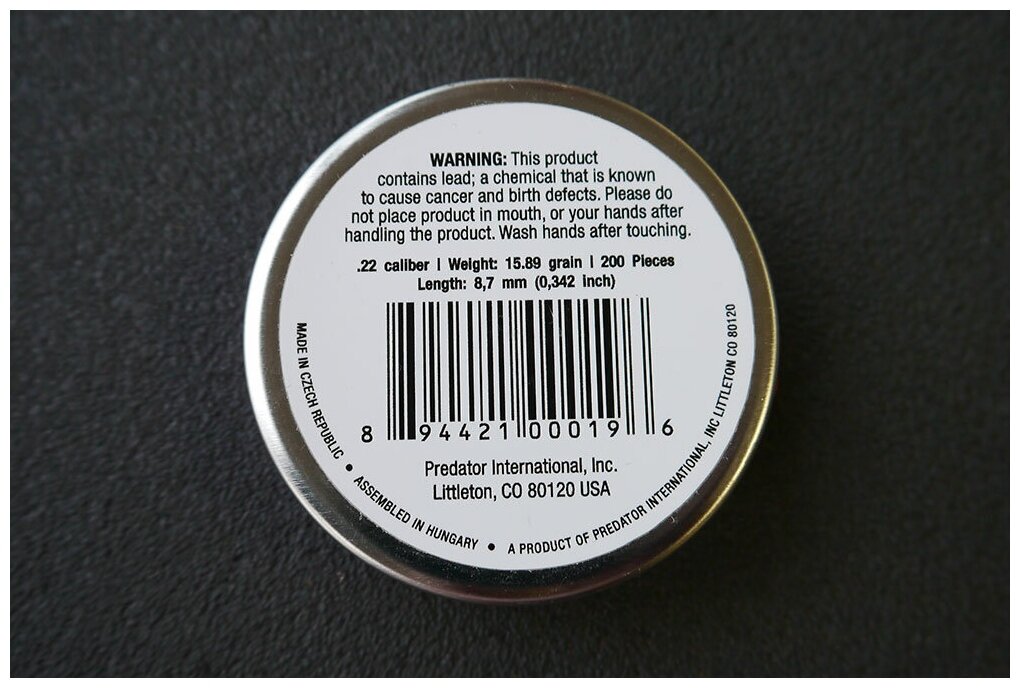 WARNING: This product
contains lead; a chemical that is known
to cause cancer and birth defects. Please do
not place product in mouth, or your hands after
handling the product. Wash hands after touching.
.22 caliber | Weight: 15.89 grain | 200 Pieces
Length: 8,7 mm (0,342 inch)
8 94421 00019 6
Predator International, Inc.
Littleton, CO 80120 USA
MADE IN CZECH REPUBLIC • ASSEMBLED IN HUNGARY • A PRODUCT OF PREDATOR INTERNATIONAL, INC LITTLETON CO 80120